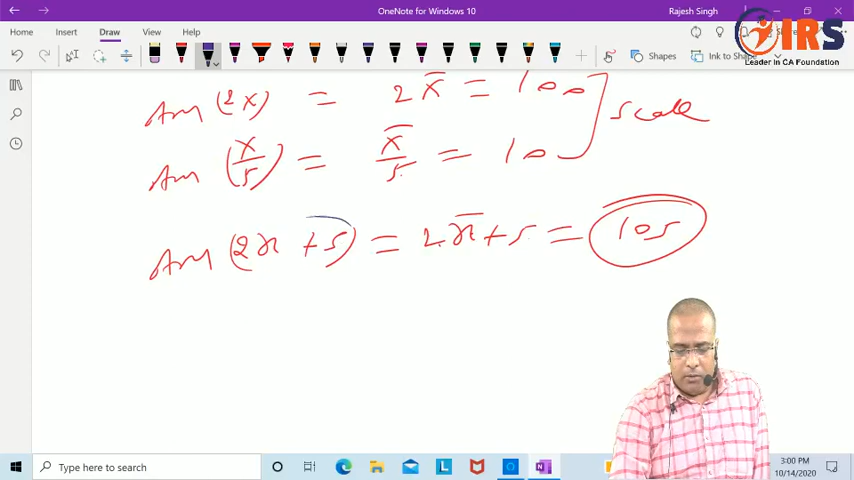 OneNote for Windows 10
Rajesh Singh
IRS
Leader in CA Foundation
Home Insert Draw View Help
Shapes Ink to Shape
AM (2x) = 2x̄ = 100
Scale
AM (x/5) = x̄/5 = 10
AM (2x + 5) = 2x̄ + 5 = 105
Type here to search
3:00 PM
10/14/2020